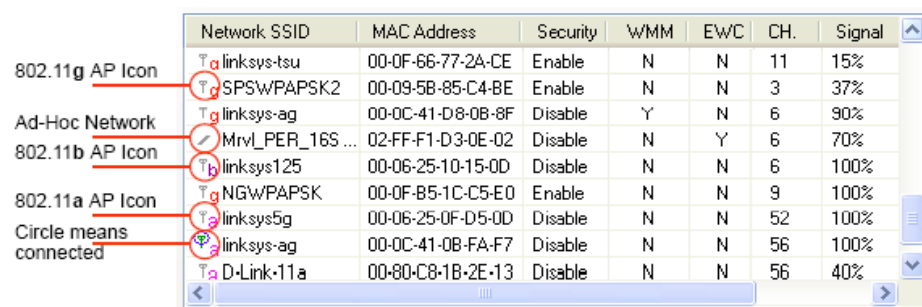 Network SSID MAC Address Security WMM EWC CH. Signal
g linksys-tsu 00-0F-66-77-2A-CE Enable N N 11 15%
802.11g AP Icon
g SPSWPAPSK2 00-09-5B-85-C4-BE Enable N N 3 37%
g linksys-ag 00-0C-41-D8-0B-8F Disable Y N 6 90%
Ad-Hoc Network
Mrvl_PER_16S ... 02-FF-F1-D3-0E-02 Disable N Y 6 70%
802.11b AP Icon
b linksys125 00-06-25-10-15-0D Disable N N 6 100%
g NGWPAPSK 00-0F-B5-1C-C5-E0 Enable N N 9 100%
802.11a AP Icon
a linksys5g 00-06-25-0F-D5-0D Disable N N 52 100%
Circle means
connected
a linksys-ag 00-0C-41-0B-FA-F7 Disable N N 56 100%
a D-Link-11a 00-80-C8-1B-2E-13 Disable N N 56 40%